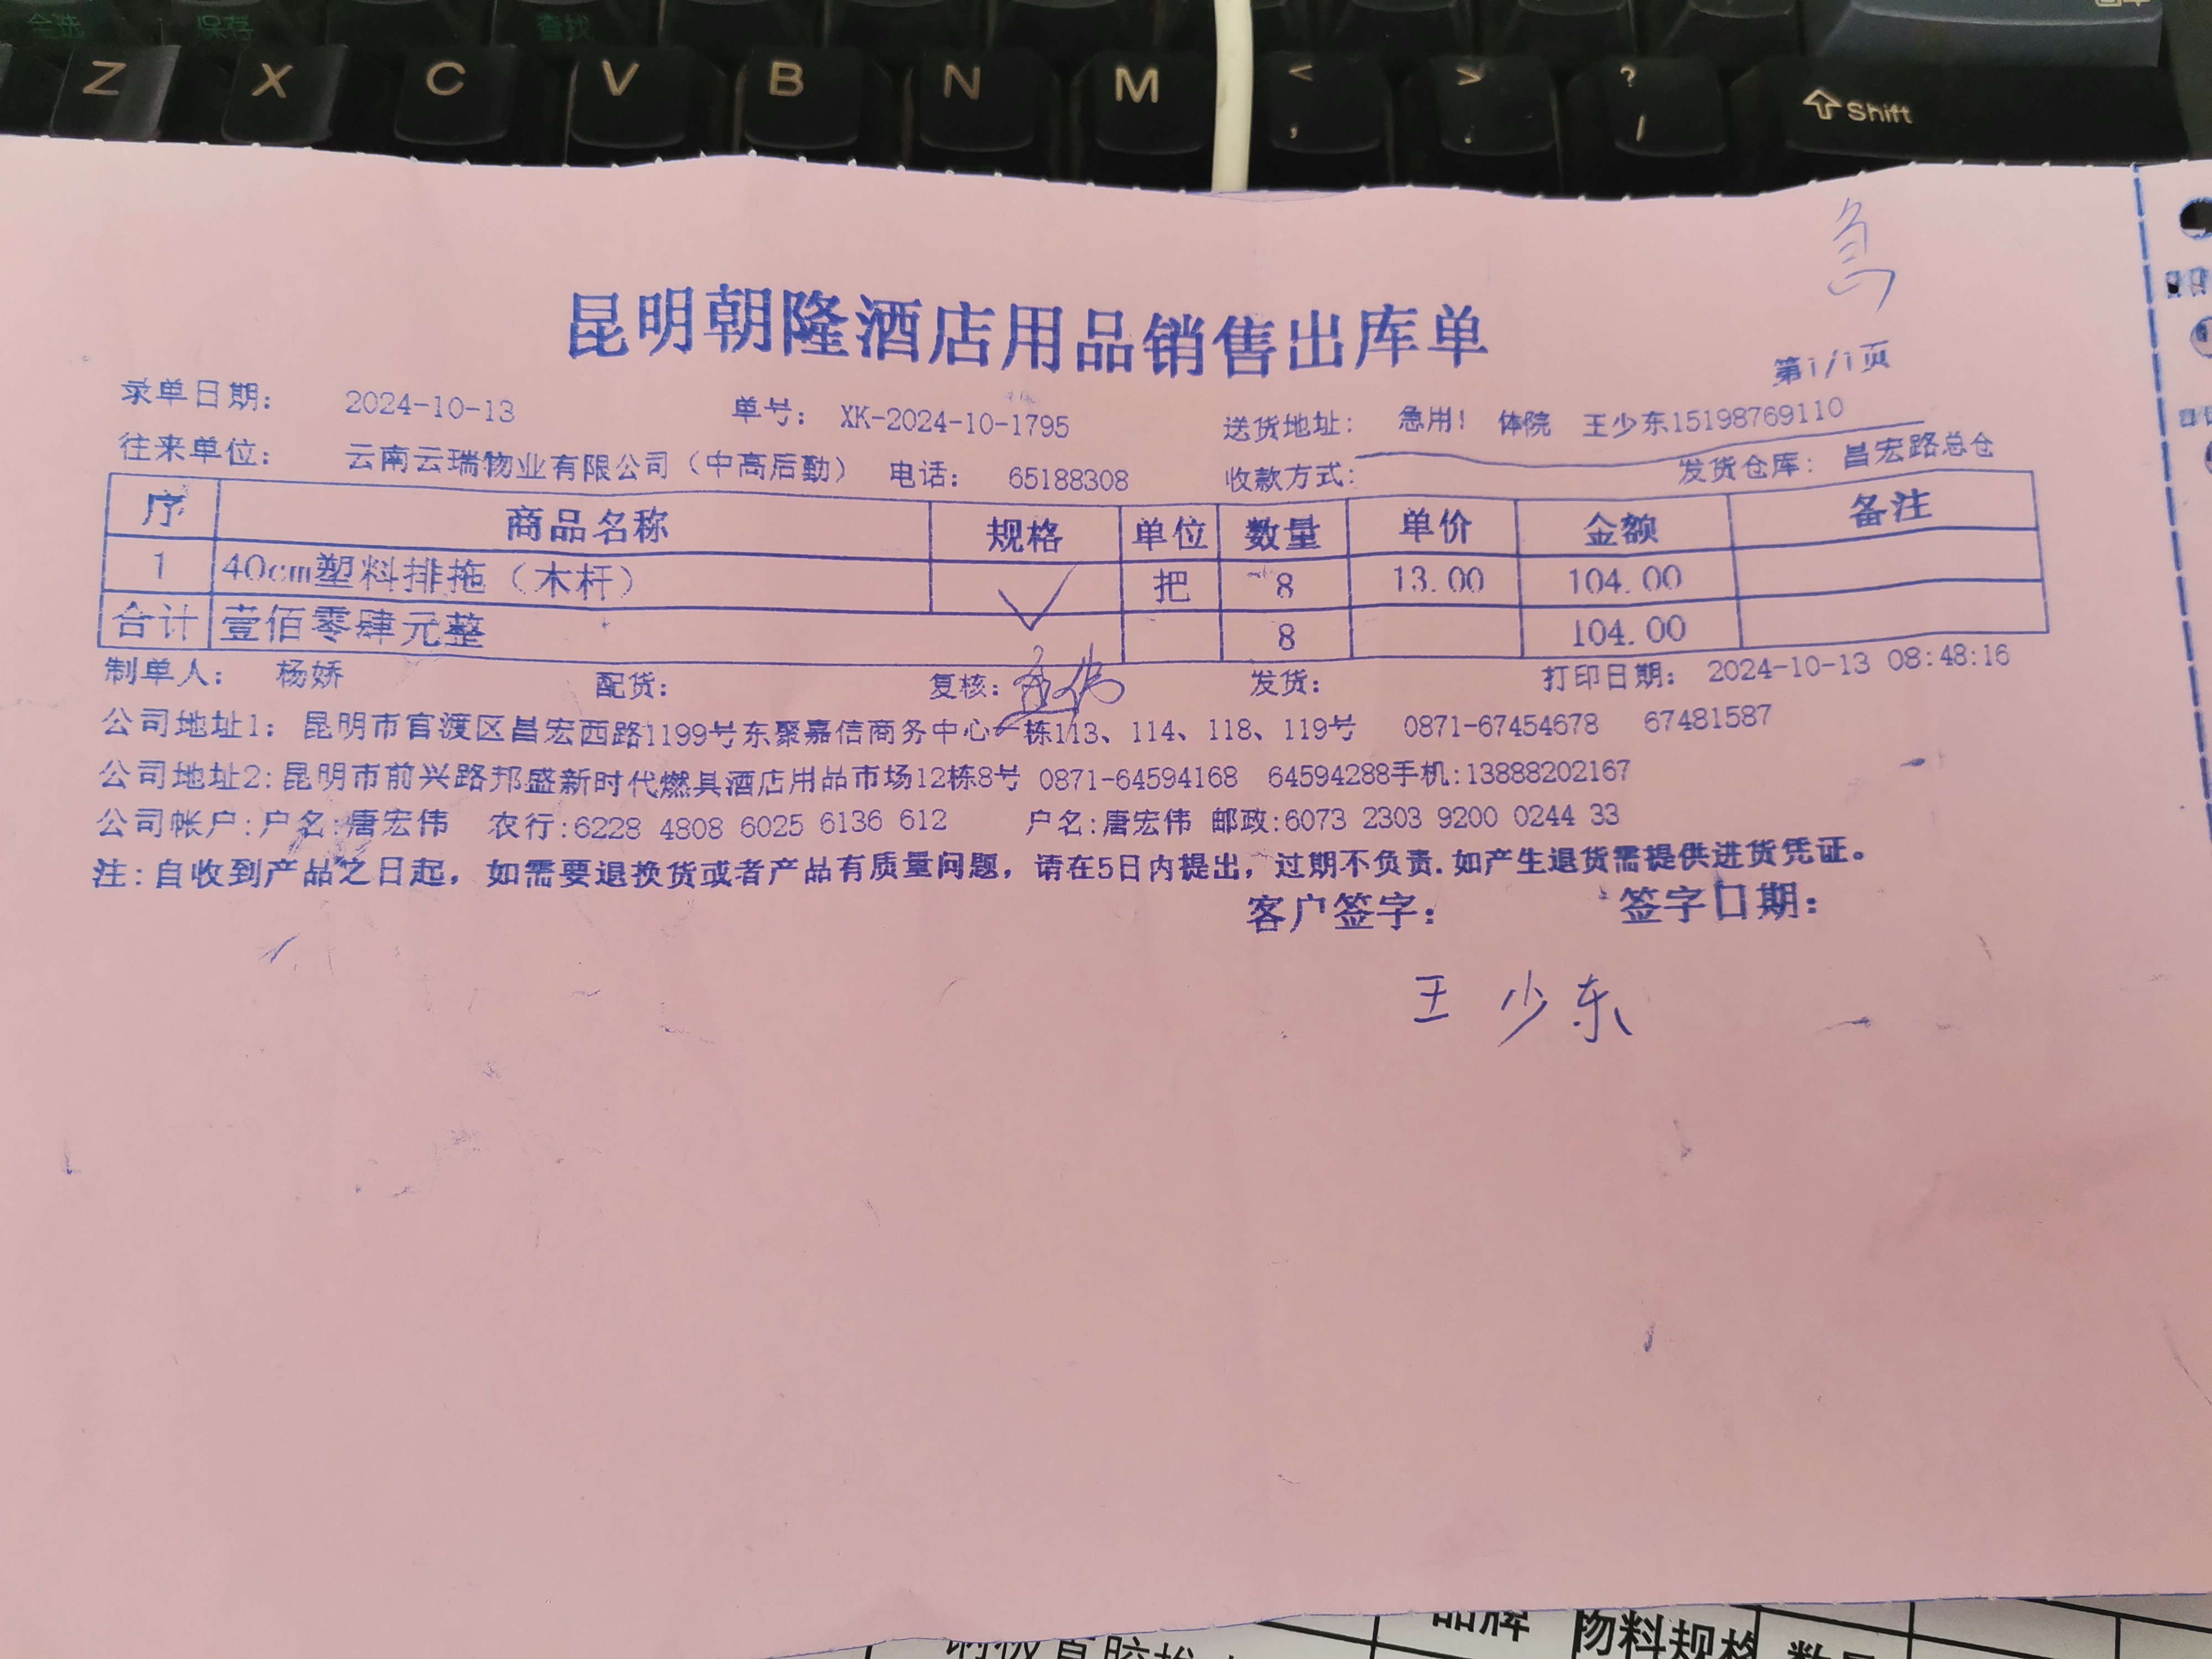 全选 保存 查找
Z X C V B N M < , > . ? / Shift
急
昆明朝隆酒店用品销售出库单
第1/1页
录单日期： 2024-10-13 单号： XK-2024-10-1795 送货地址： 急用！ 体院 王少东15198769110
往来单位： 云南云瑞物业有限公司（中高后勤） 电话： 65188308 收款方式： 发货仓库： 昌宏路总仓
序 商品名称 规格 单位 数量 单价 金额 备注
1 40cm塑料排拖（木杆） 把 8 13.00 104.00
合计 壹佰零肆元整 8 104.00
制单人： 杨娇 配货： 复核： 发货： 打印日期： 2024-10-13 08:48:16
公司地址1： 昆明市官渡区昌宏西路1199号东聚嘉信商务中心一栋113、114、118、119号 0871-67454678 67481587
公司地址2:昆明市前兴路邦盛新时代燃具酒店用品市场12栋8号 0871-64594168 64594288手机:13888202167
公司帐户:户名:唐宏伟 农行:6228 4808 6025 6136 612 户名:唐宏伟 邮政:6073 2303 9200 0244 33
注:自收到产品之日起，如需要退换货或者产品有质量问题，请在5日内提出，过期不负责.如产生退货需提供进货凭证。
客户签字： 签字日期：
王少东
品牌 物料规格 数量